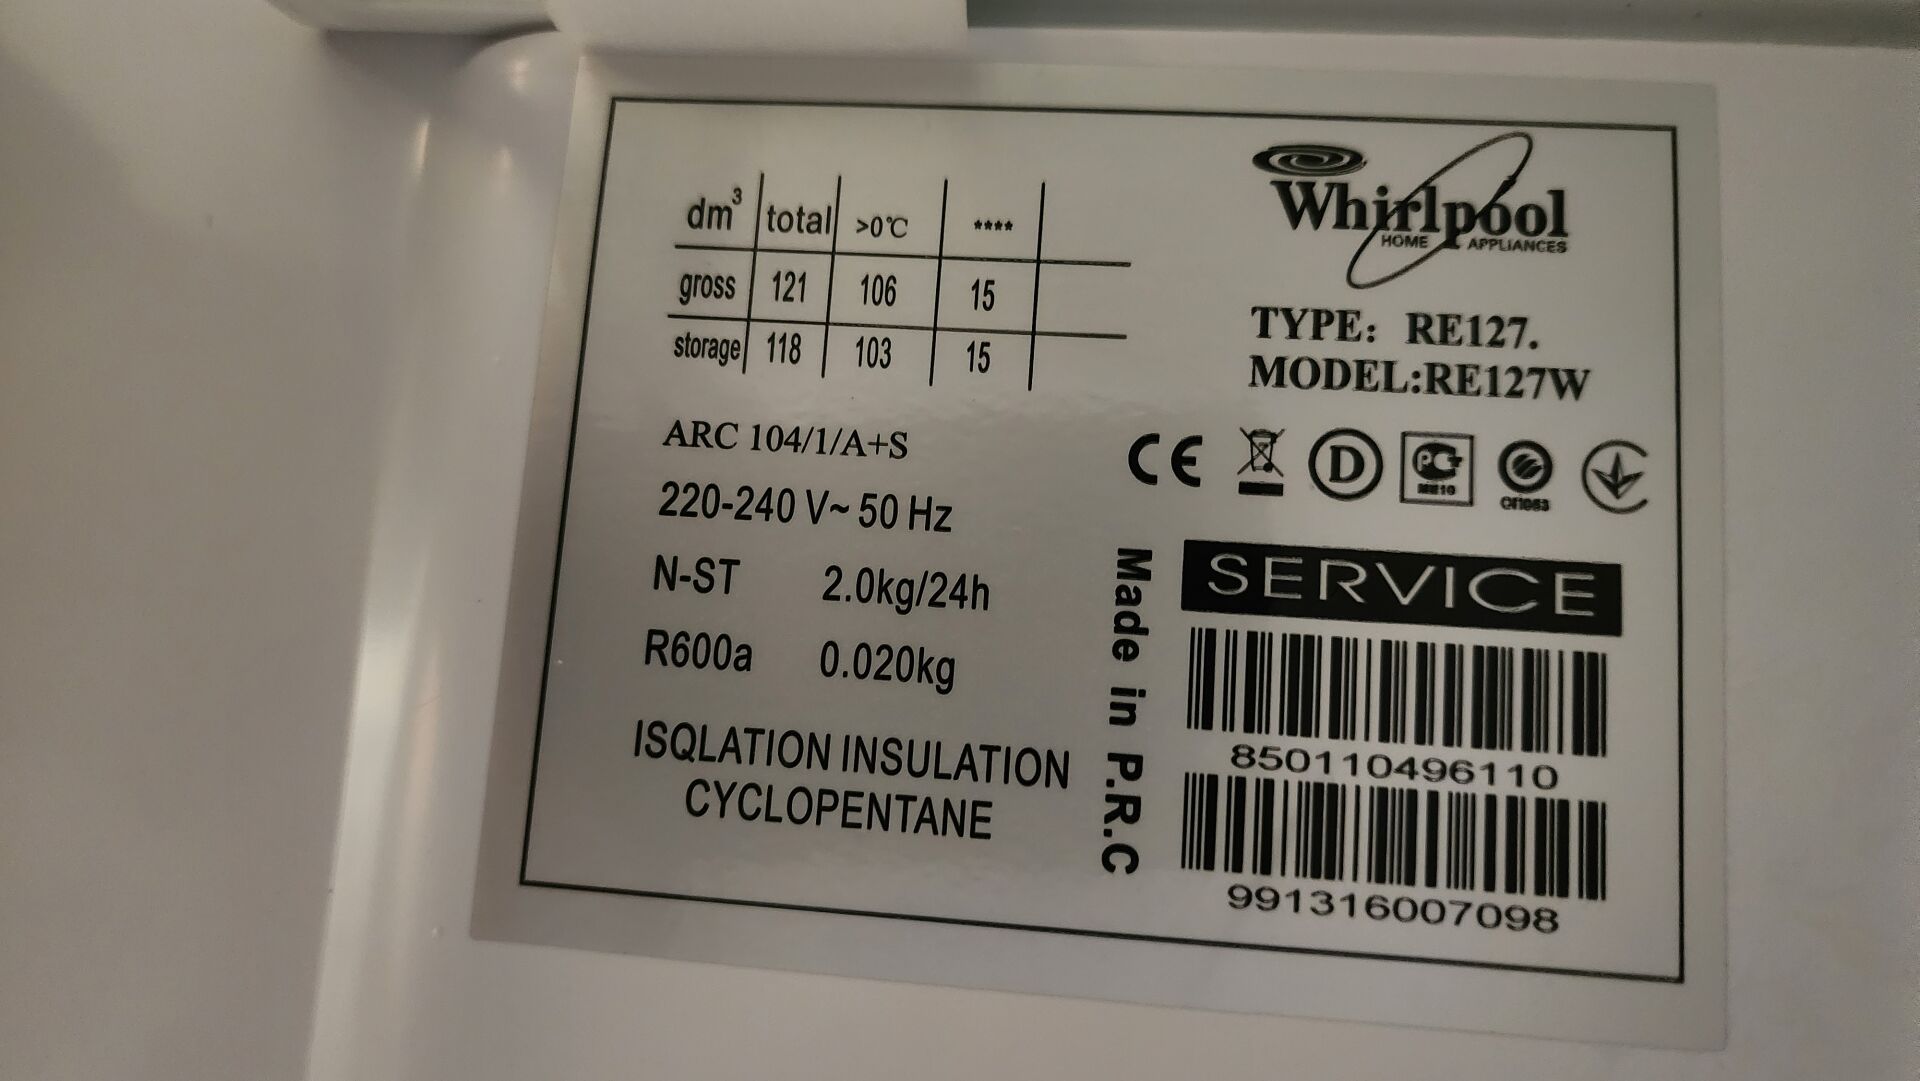 dm³ total >0℃ ****
gross 121 106 15
storage 118 103 15
ARC 104/1/A+S
220-240 V~ 50 Hz
N-ST 2.0kg/24h
R600a 0.020kg
ISQLATION INSULATION
CYCLOPENTANE
Made in P.R.C
Whirlpool
HOME APPLIANCES
TYPE: RE127.
MODEL:RE127W
CE D
SERVICE
850110496110
991316007098